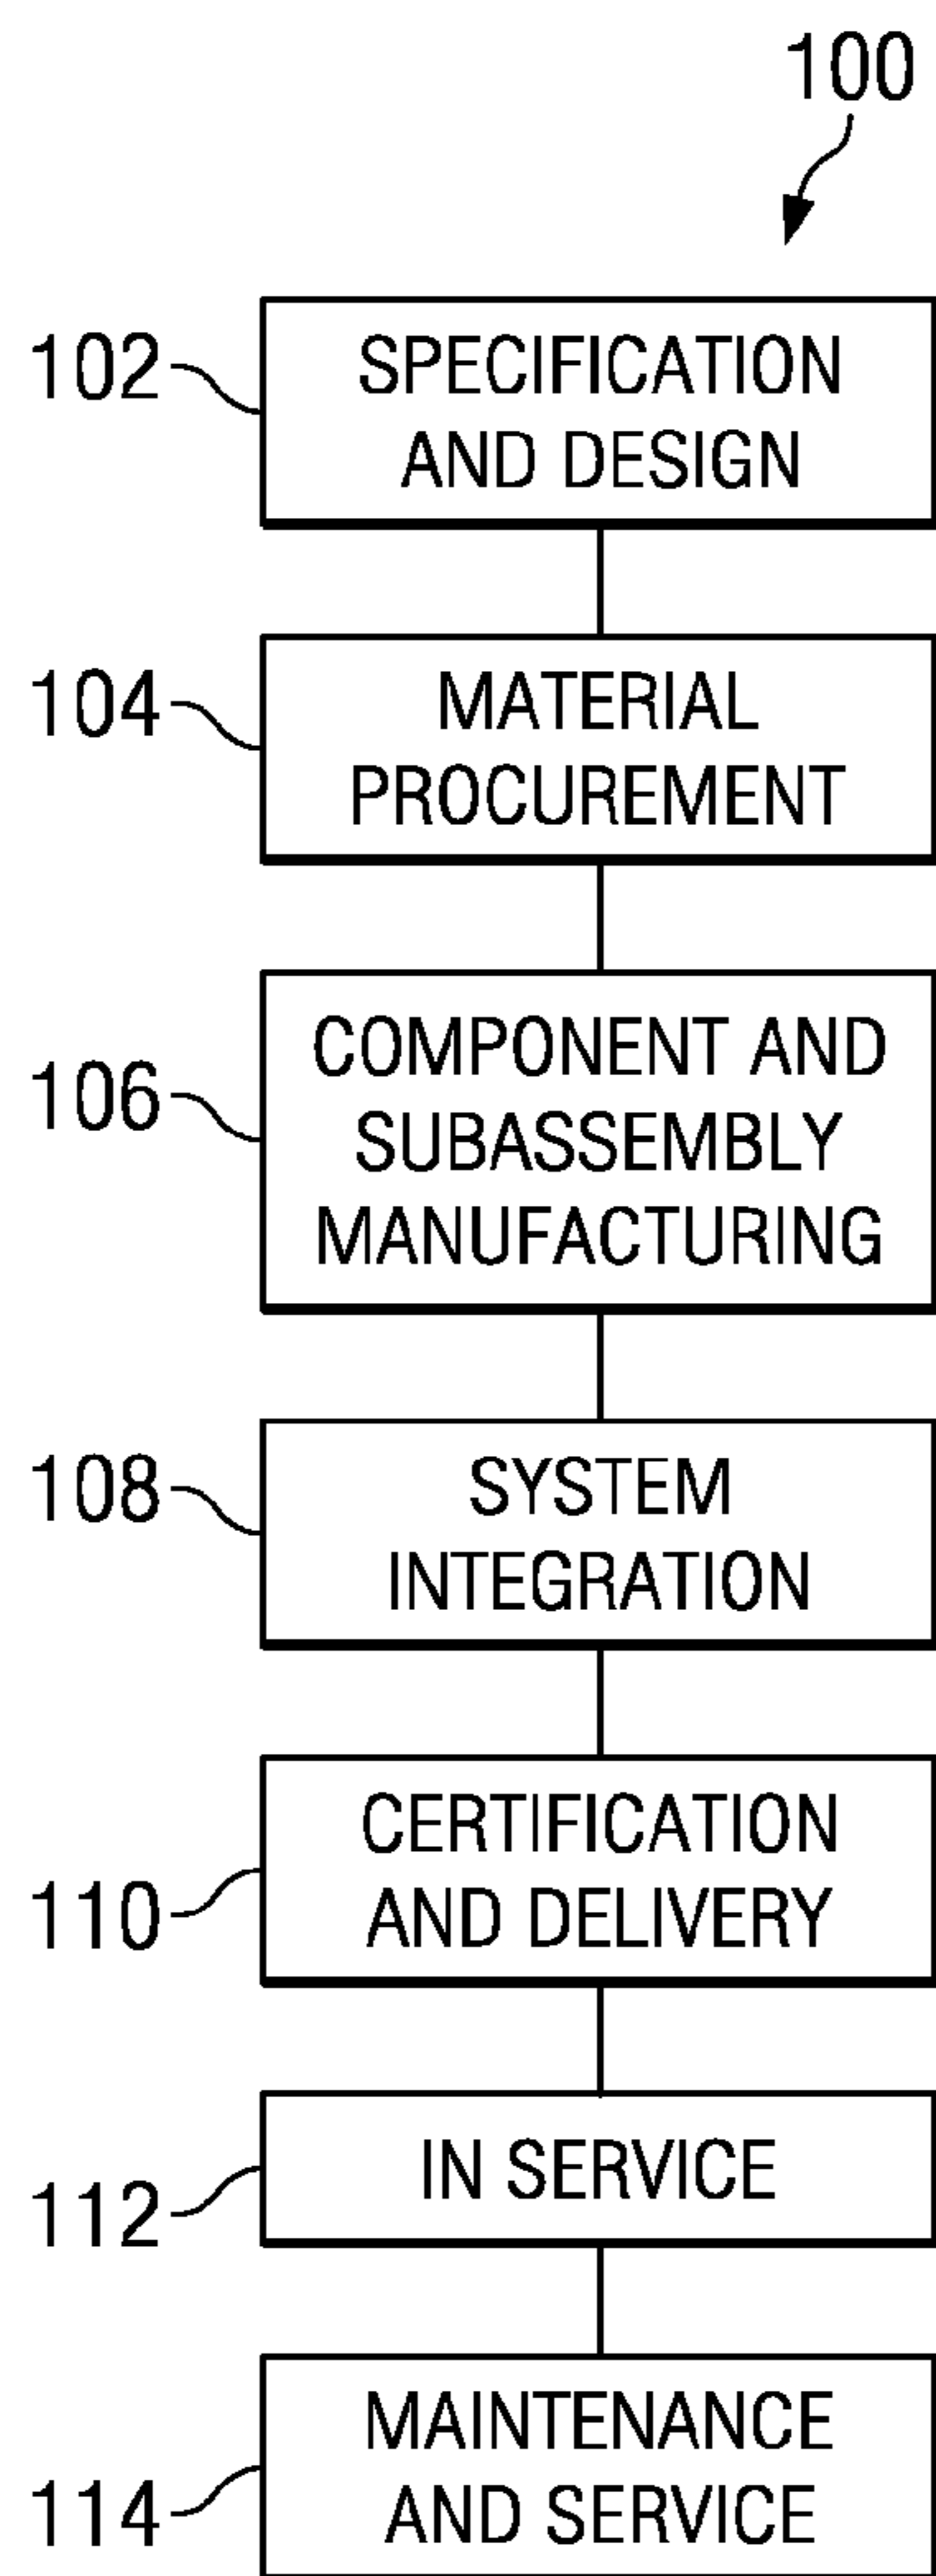 100
102
SPECIFICATION
AND DESIGN
104
MATERIAL
PROCUREMENT
106
COMPONENT AND
SUBASSEMBLY
MANUFACTURING
108
SYSTEM
INTEGRATION
110
CERTIFICATION
AND DELIVERY
112
IN SERVICE
114
MAINTENANCE
AND SERVICE